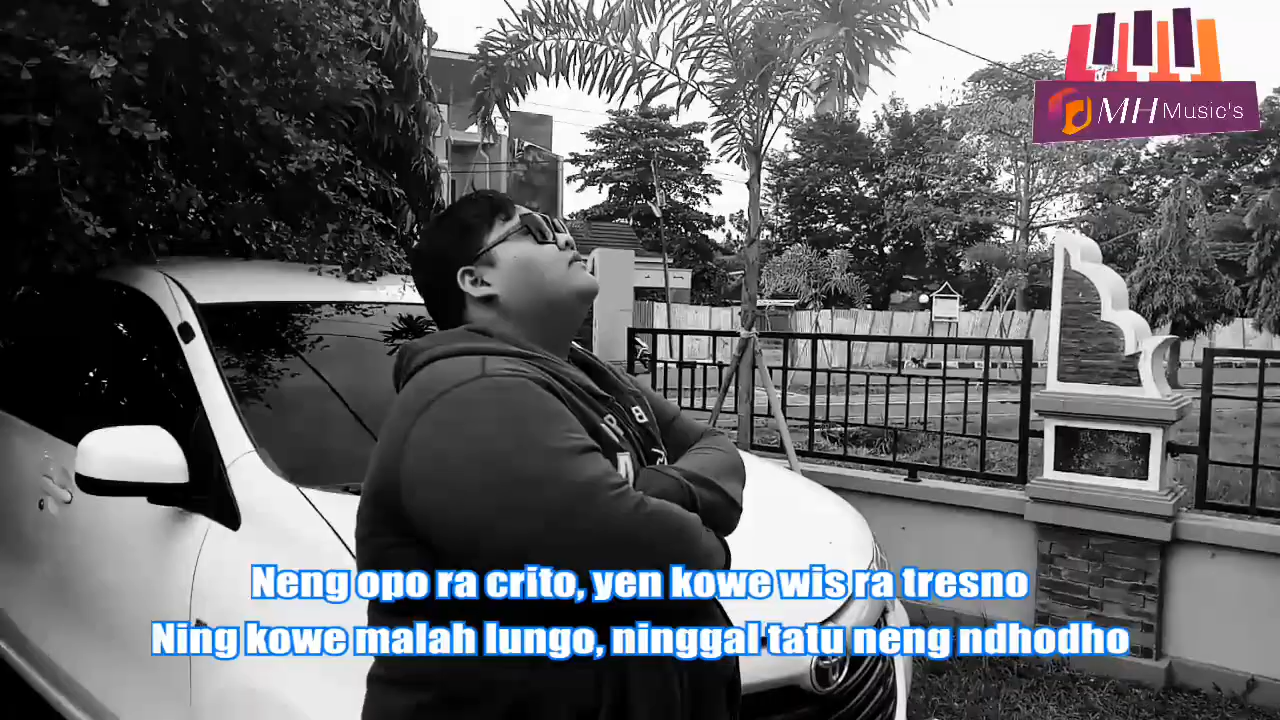 MH Music's
Neng opo ra crito, yen kowe wis ra tresno
Ning kowe malah lungo, ninggal tatu neng ndhodho